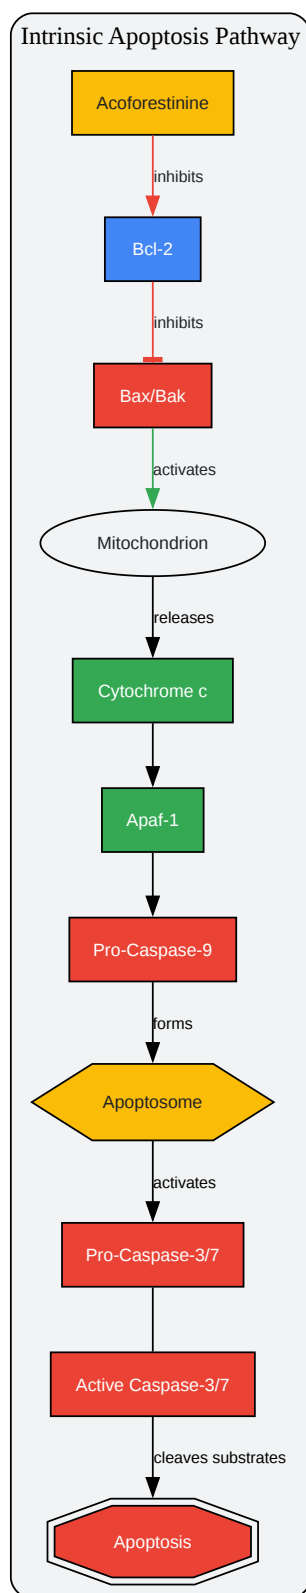 Intrinsic Apoptosis Pathway
Acoforestinine
inhibits
Bcl-2
inhibits
Bax/Bak
activates
Mitochondrion
releases
Cytochrome c
Apaf-1
Pro-Caspase-9
forms
Apoptosome
activates
Pro-Caspase-3/7
Active Caspase-3/7
cleaves substrates
Apoptosis